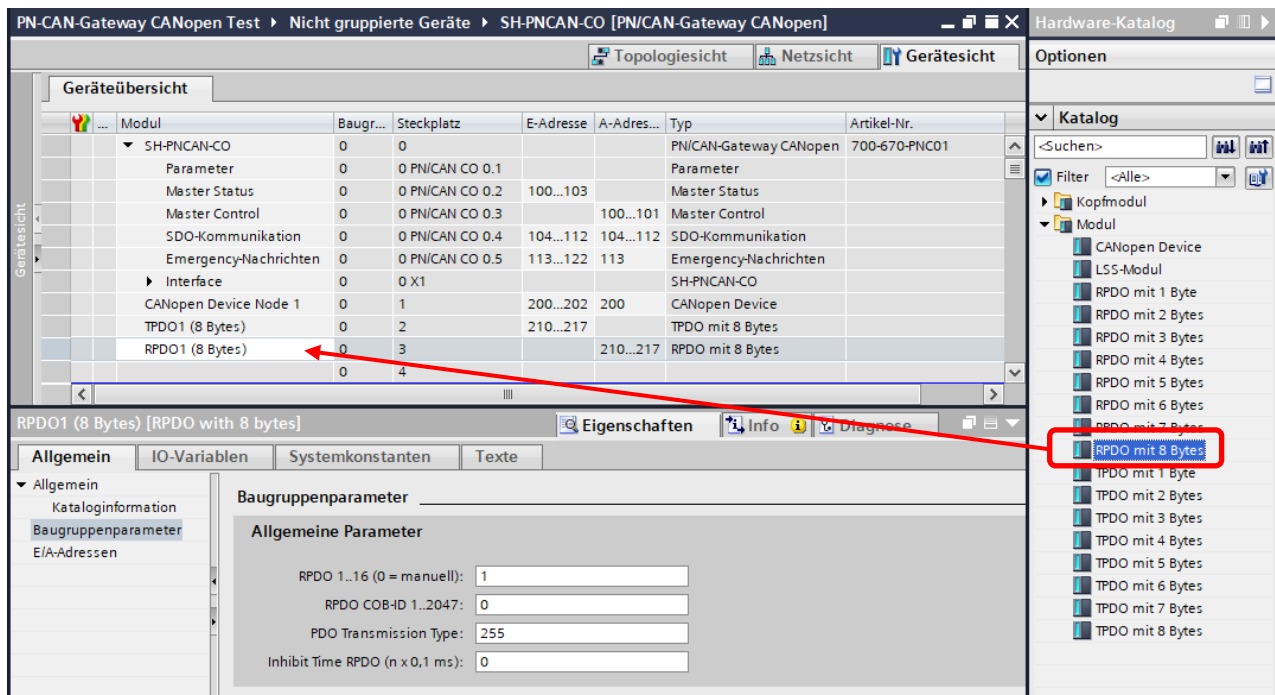 PN-CAN-Gateway CANopen Test ▸ Nicht gruppierte Geräte ▸ SH-PNCAN-CO [PN/CAN-Gateway CANopen]
Topologiesicht Netzsicht Gerätesicht
Geräteübersicht
Gerätesicht
... Modul Baugr... Steckplatz E-Adresse A-Adres... Typ Artikel-Nr.
SH-PNCAN-CO 0 0 PN/CAN-Gateway CANopen 700-670-PNC01
Parameter 0 0 PN/CAN CO 0.1 Parameter
Master Status 0 0 PN/CAN CO 0.2 100...103 Master Status
Master Control 0 0 PN/CAN CO 0.3 100...101 Master Control
SDO-Kommunikation 0 0 PN/CAN CO 0.4 104...112 104...112 SDO-Kommunikation
Emergency-Nachrichten 0 0 PN/CAN CO 0.5 113...122 113 Emergency-Nachrichten
Interface 0 0 X1 SH-PNCAN-CO
CANopen Device Node 1 0 1 200...202 200 CANopen Device
TPDO1 (8 Bytes) 0 2 210...217 TPDO mit 8 Bytes
RPDO1 (8 Bytes) 0 3 210...217 RPDO mit 8 Bytes
0 4
RPDO1 (8 Bytes) [RPDO with 8 bytes]
Eigenschaften Info Diagnose
Allgemein IO-Variablen Systemkonstanten Texte
Allgemein
Kataloginformation
Baugruppenparameter
E/A-Adressen
Baugruppenparameter
Allgemeine Parameter
RPDO 1..16 (0 = manuell): 1
RPDO COB-ID 1..2047: 0
PDO Transmission Type: 255
Inhibit Time RPDO (n x 0,1 ms): 0
Hardware-Katalog
Optionen
Katalog
<Suchen>
Filter <Alle>
Kopfmodul
Modul
CANopen Device
LSS-Modul
RPDO mit 1 Byte
RPDO mit 2 Bytes
RPDO mit 3 Bytes
RPDO mit 4 Bytes
RPDO mit 5 Bytes
RPDO mit 6 Bytes
RPDO mit 7 Bytes
RPDO mit 8 Bytes
TPDO mit 1 Byte
TPDO mit 2 Bytes
TPDO mit 3 Bytes
TPDO mit 4 Bytes
TPDO mit 5 Bytes
TPDO mit 6 Bytes
TPDO mit 7 Bytes
TPDO mit 8 Bytes